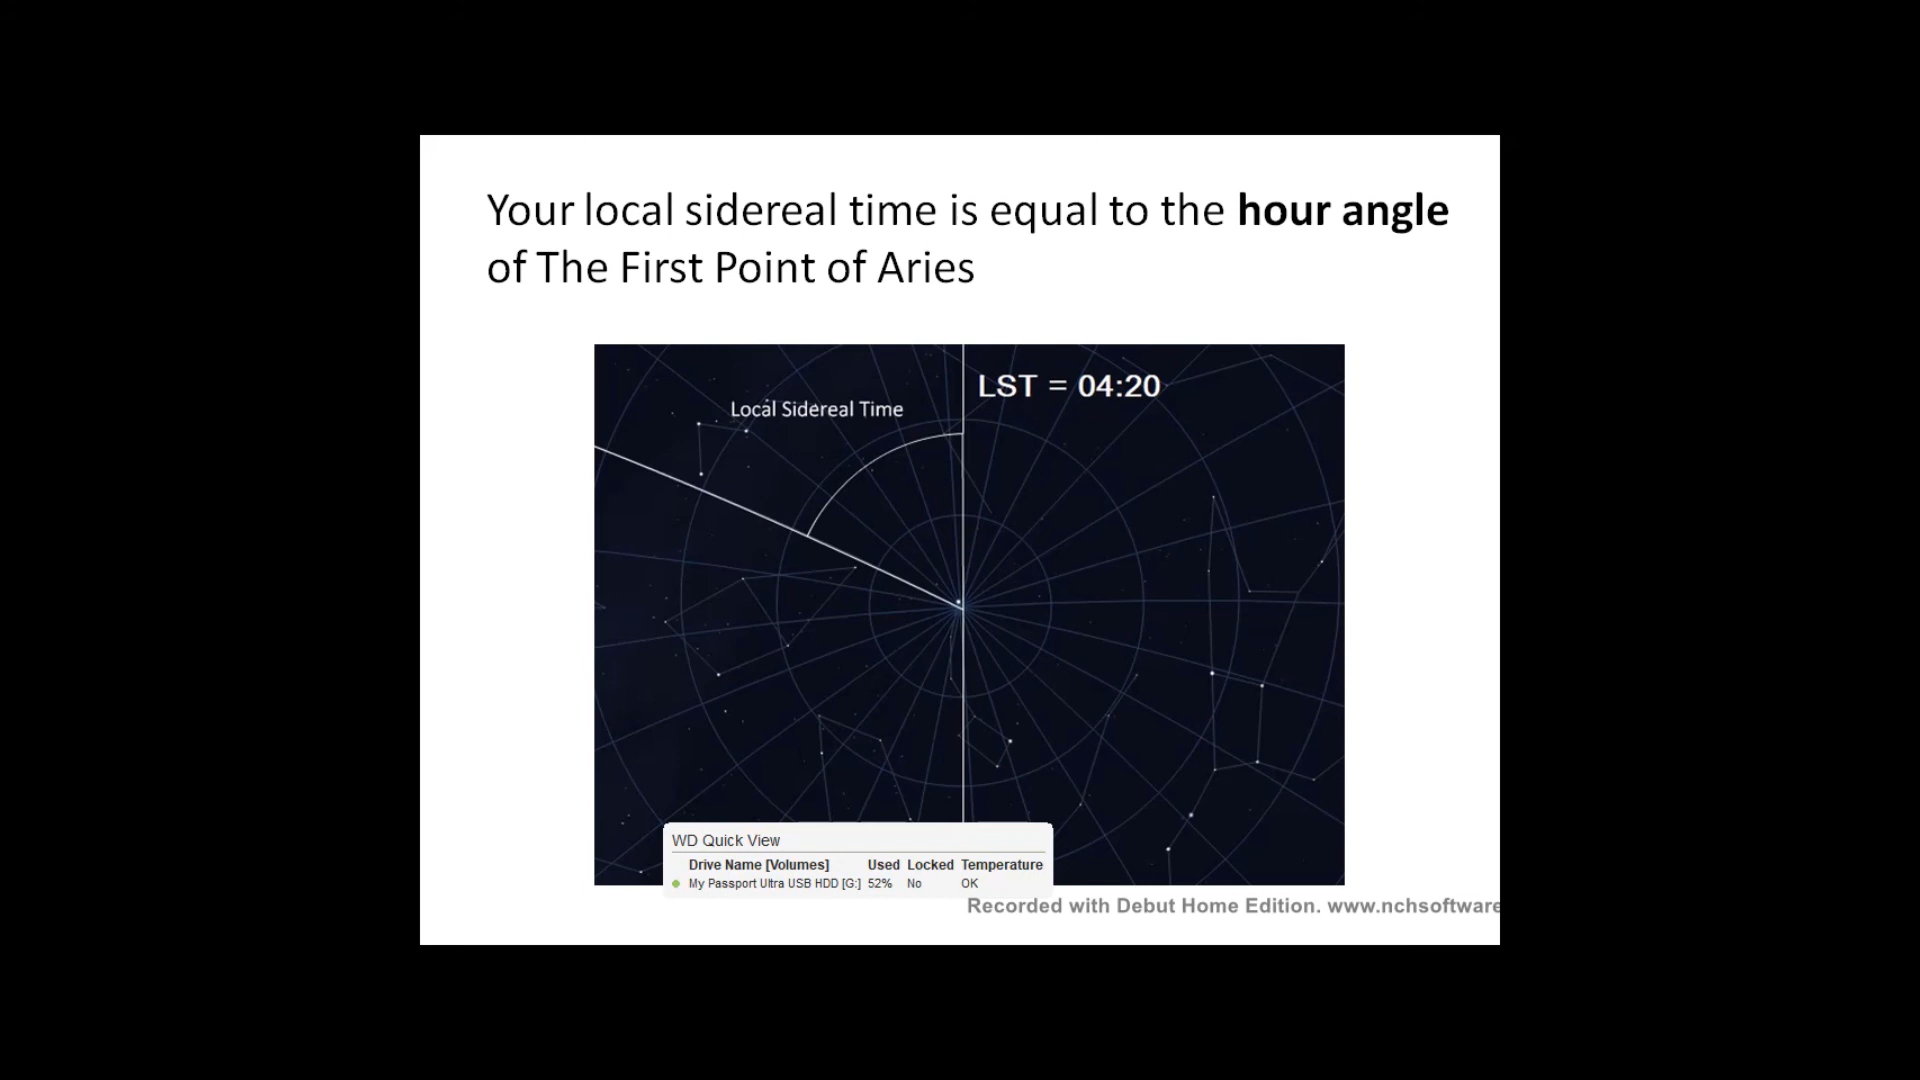 Your local sidereal time is equal to the hour angle
of The First Point of Aries
LST = 04:20
Local Sidereal Time
WD Quick View
Drive Name [Volumes] Used Locked Temperature
My Passport Ultra USB HDD [G:] 52% No OK
Recorded with Debut Home Edition. www.nchsoftware